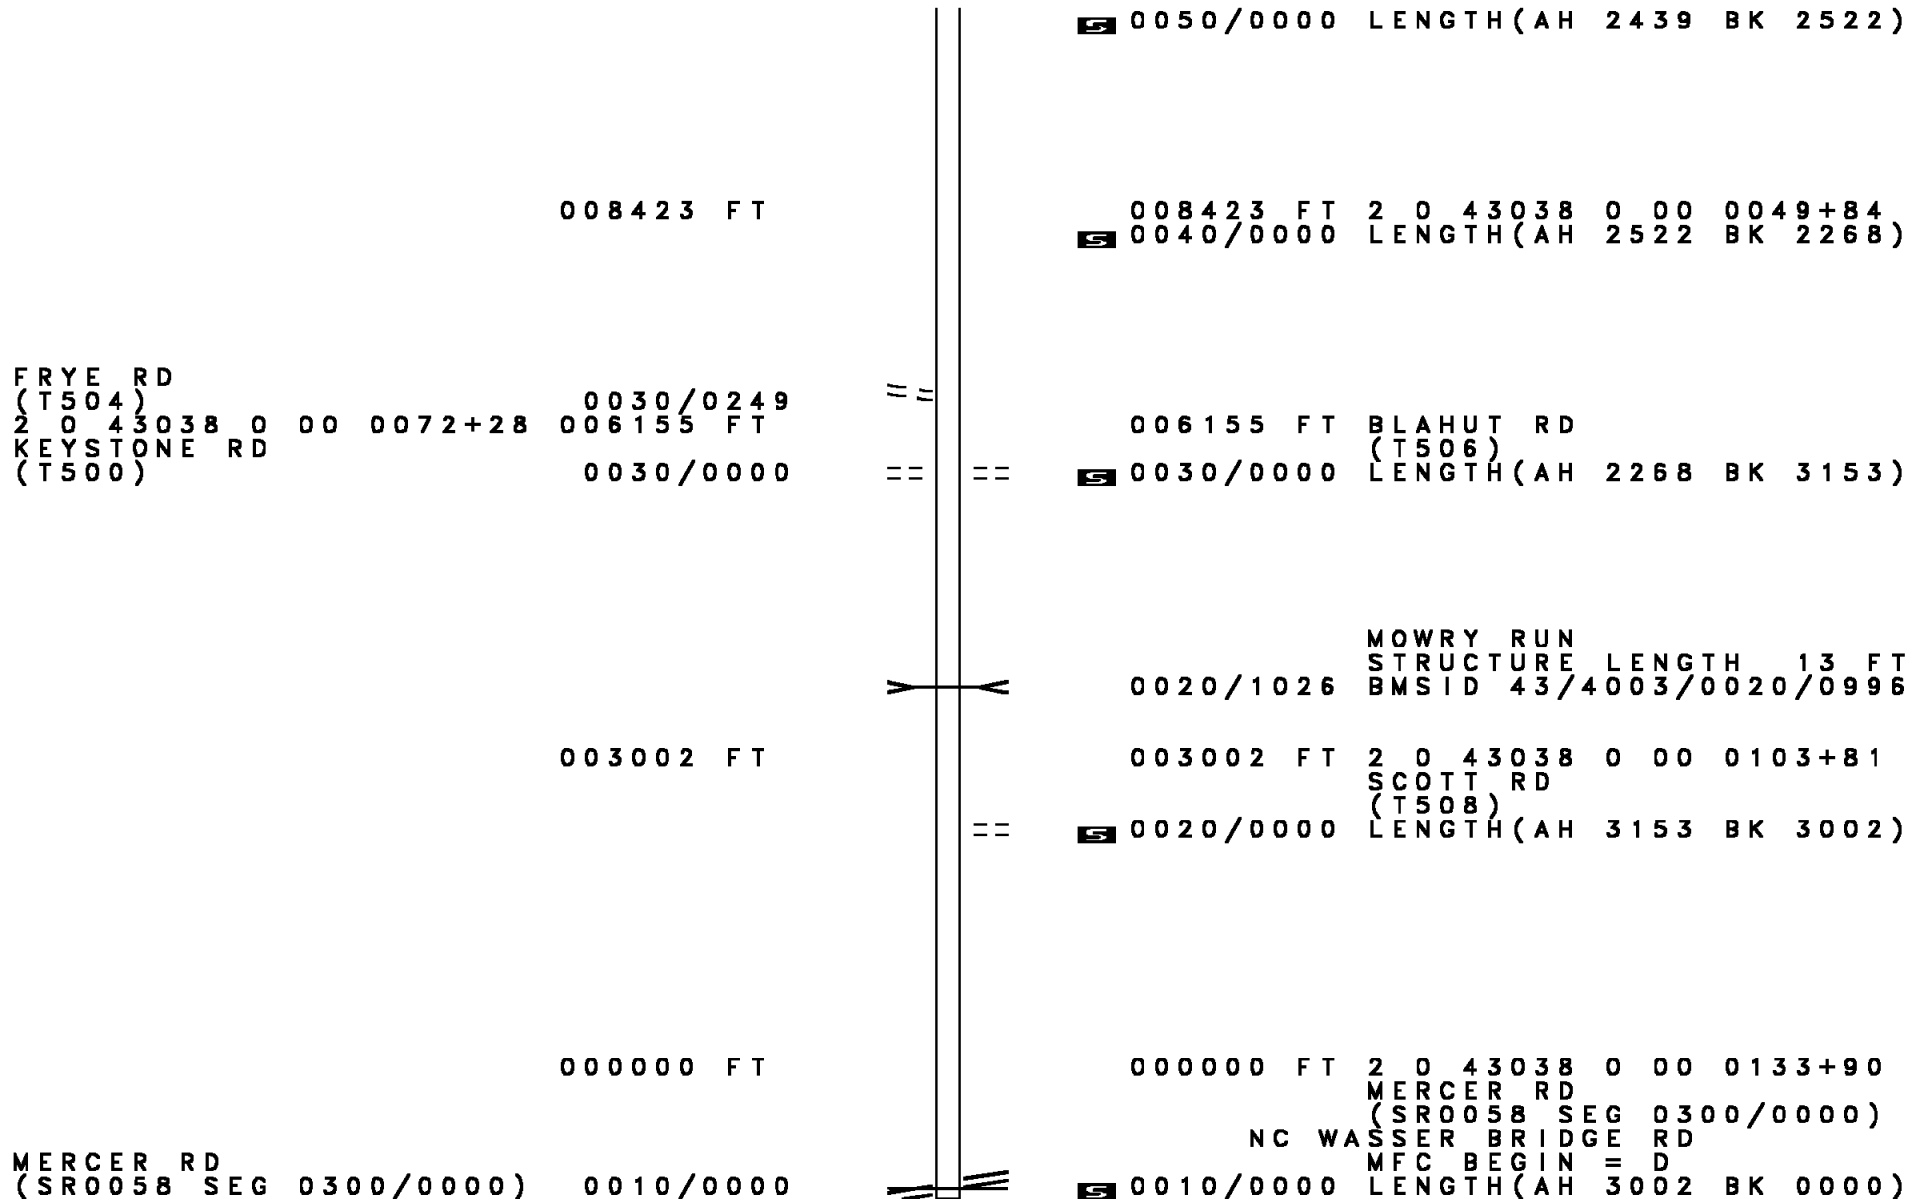 S 0050/0000 LENGTH(AH 2439 BK 2522)
008423 FT 008423 FT 2 0 43038 0 00 0049+84
S 0040/0000 LENGTH(AH 2522 BK 2268)
FRYE RD
(T504) 0030/0249
2 0 43038 0 00 0072+28 006155 FT 006155 FT BLAHUT RD
KEYSTONE RD (T506)
(T500) 0030/0000 S 0030/0000 LENGTH(AH 2268 BK 3153)
MOWRY RUN
STRUCTURE LENGTH 13 FT
0020/1026 BMSID 43/4003/0020/0996
003002 FT 003002 FT 2 0 43038 0 00 0103+81
SCOTT RD
(T508)
S 0020/0000 LENGTH(AH 3153 BK 3002)
000000 FT 000000 FT 2 0 43038 0 00 0133+90
MERCER RD
(SR0058 SEG 0300/0000)
NC WASSER BRIDGE RD
MERCER RD MFC BEGIN = D
(SR0058 SEG 0300/0000) 0010/0000 S 0010/0000 LENGTH(AH 3002 BK 0000)